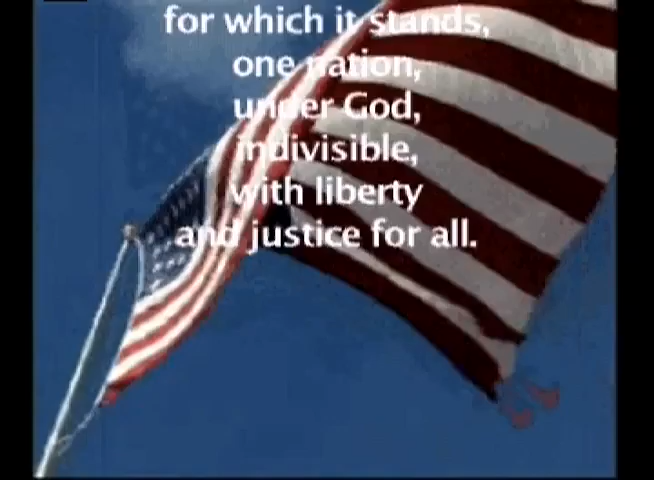 for which it stands,
one nation,
under God,
indivisible,
with liberty
and justice for all.